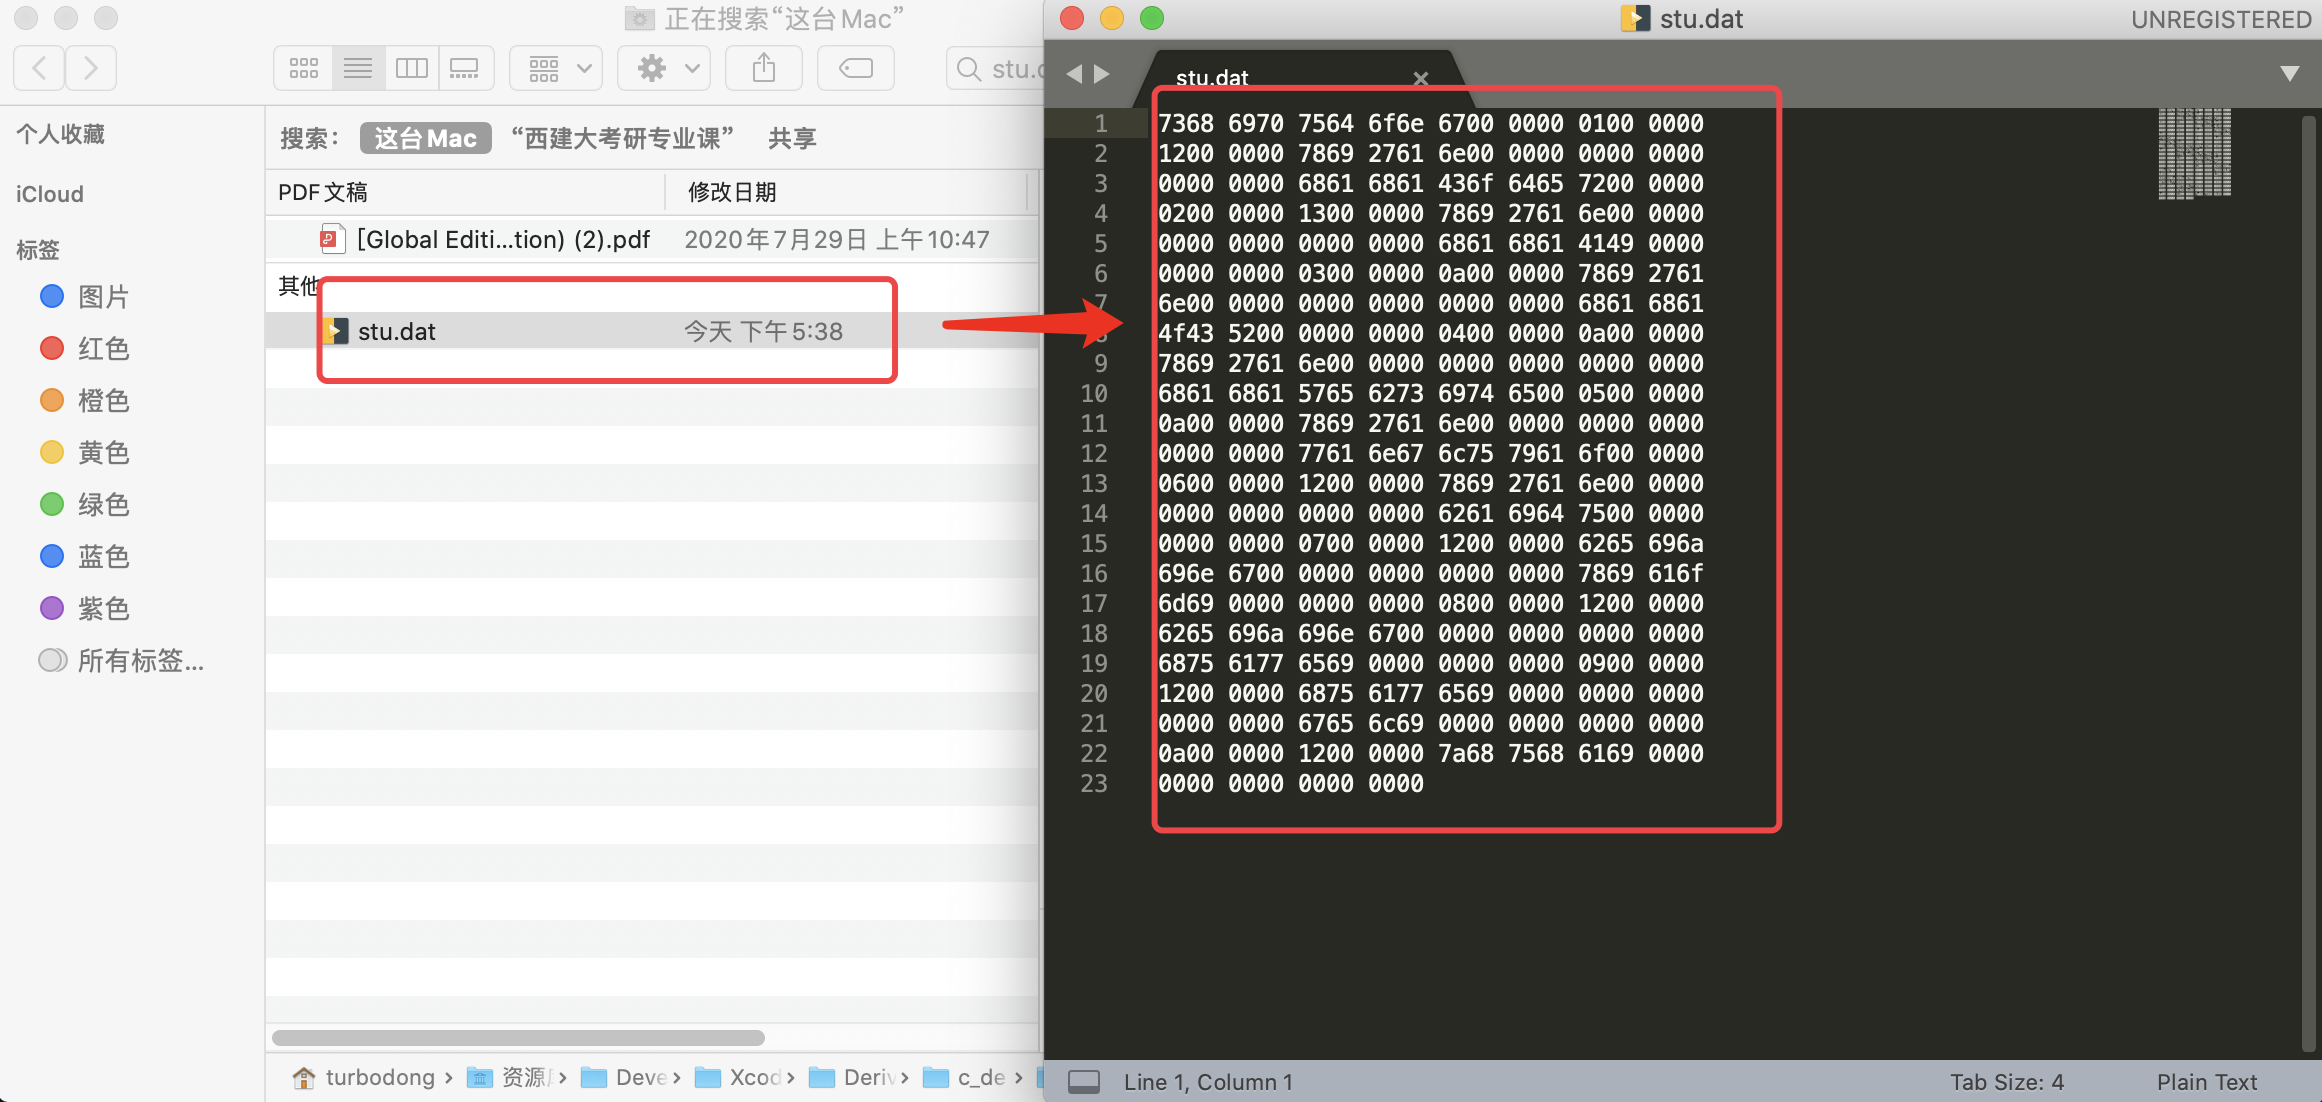 正在搜索“这台 Mac”
stu.d
个人收藏
iCloud
标签
图片
红色
橙色
黄色
绿色
蓝色
紫色
所有标签...
搜索：
这台 Mac
“西建大考研专业课”
共享
PDF 文稿
修改日期
[Global Editi...tion) (2).pdf
2020年7月29日 上午10:47
其他
stu.dat
今天 下午5:38
turbodong
资源
Deve
Xcod
Deriv
c_de
stu.dat
UNREGISTERED
stu.dat
1 7368 6970 7564 6f6e 6700 0000 0100 0000
2 1200 0000 7869 2761 6e00 0000 0000 0000
3 0000 0000 6861 6861 436f 6465 7200 0000
4 0200 0000 1300 0000 7869 2761 6e00 0000
5 0000 0000 0000 0000 6861 6861 4149 0000
6 0000 0000 0300 0000 0a00 0000 7869 2761
7 6e00 0000 0000 0000 0000 0000 6861 6861
8 4f43 5200 0000 0000 0400 0000 0a00 0000
9 7869 2761 6e00 0000 0000 0000 0000 0000
10 6861 6861 5765 6273 6974 6500 0500 0000
11 0a00 0000 7869 2761 6e00 0000 0000 0000
12 0000 0000 7761 6e67 6c75 7961 6f00 0000
13 0600 0000 1200 0000 7869 2761 6e00 0000
14 0000 0000 0000 0000 6261 6964 7500 0000
15 0000 0000 0700 0000 1200 0000 6265 696a
16 696e 6700 0000 0000 0000 0000 7869 616f
17 6d69 0000 0000 0000 0800 0000 1200 0000
18 6265 696a 696e 6700 0000 0000 0000 0000
19 6875 6177 6569 0000 0000 0000 0900 0000
20 1200 0000 6875 6177 6569 0000 0000 0000
21 0000 0000 6765 6c69 0000 0000 0000 0000
22 0a00 0000 1200 0000 7a68 7568 6169 0000
23 0000 0000 0000 0000
Line 1, Column 1
Tab Size: 4
Plain Text